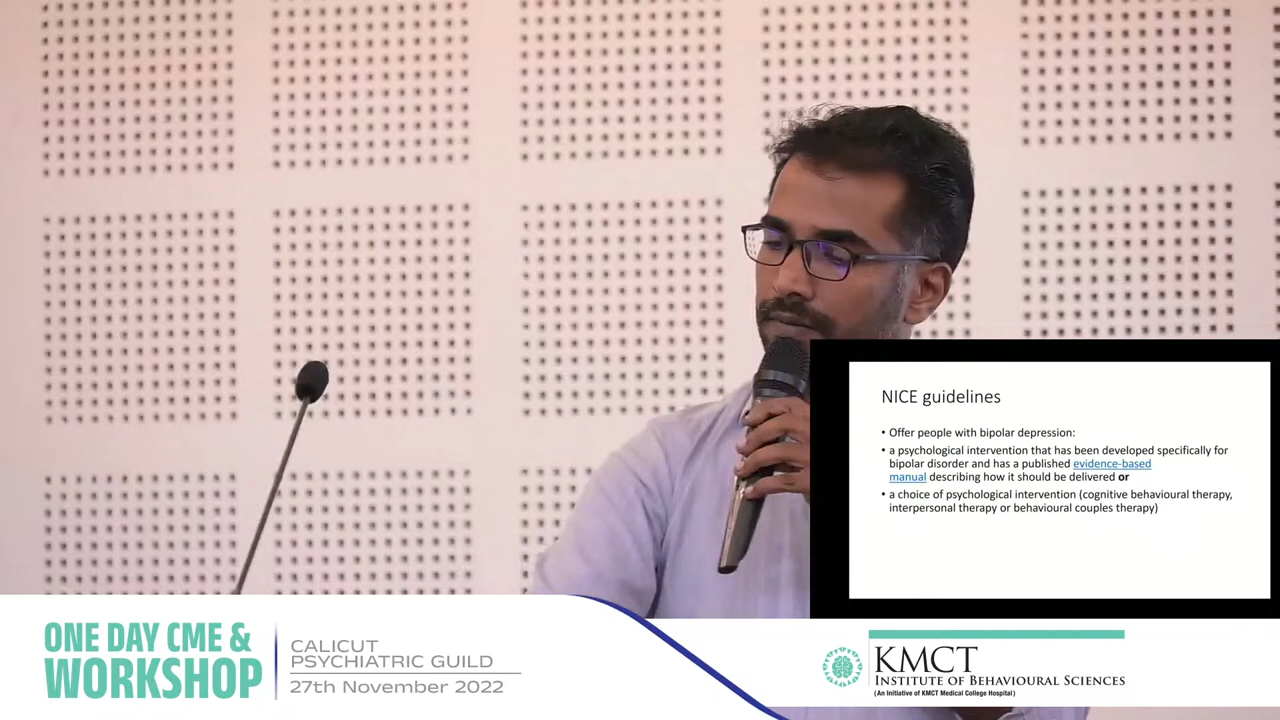 NICE guidelines
• Offer people with bipolar depression:
• a psychological intervention that has been developed specifically for
bipolar disorder and has a published evidence-based
manual describing how it should be delivered or
• a choice of psychological intervention (cognitive behavioural therapy,
interpersonal therapy or behavioural couples therapy)
ONE DAY CME &
WORKSHOP
CALICUT
PSYCHIATRIC GUILD
27th November 2022
KMCT
INSTITUTE OF BEHAVIOURAL SCIENCES
(An Initiative of KMCT Medical College Hospital)